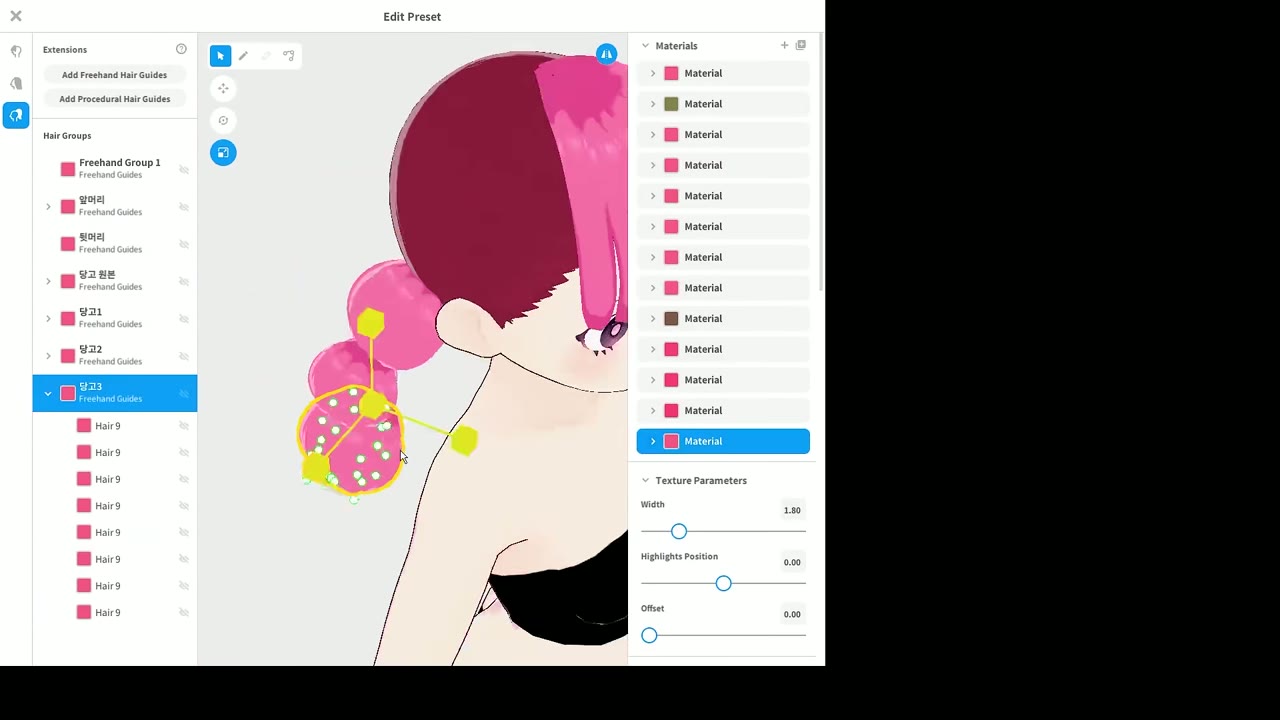 Edit Preset
Extensions
Add Freehand Hair Guides
Add Procedural Hair Guides
Hair Groups
Freehand Group 1
Freehand Guides
앞머리
Freehand Guides
뒷머리
Freehand Guides
당고 원본
Freehand Guides
당고1
Freehand Guides
당고2
Freehand Guides
당고3
Freehand Guides
Hair 9
Hair 9
Hair 9
Hair 9
Hair 9
Hair 9
Hair 9
Hair 9
Materials
Material
Material
Material
Material
Material
Material
Material
Material
Material
Material
Material
Material
Material
Texture Parameters
Width
1.80
Highlights Position
0.00
Offset
0.00